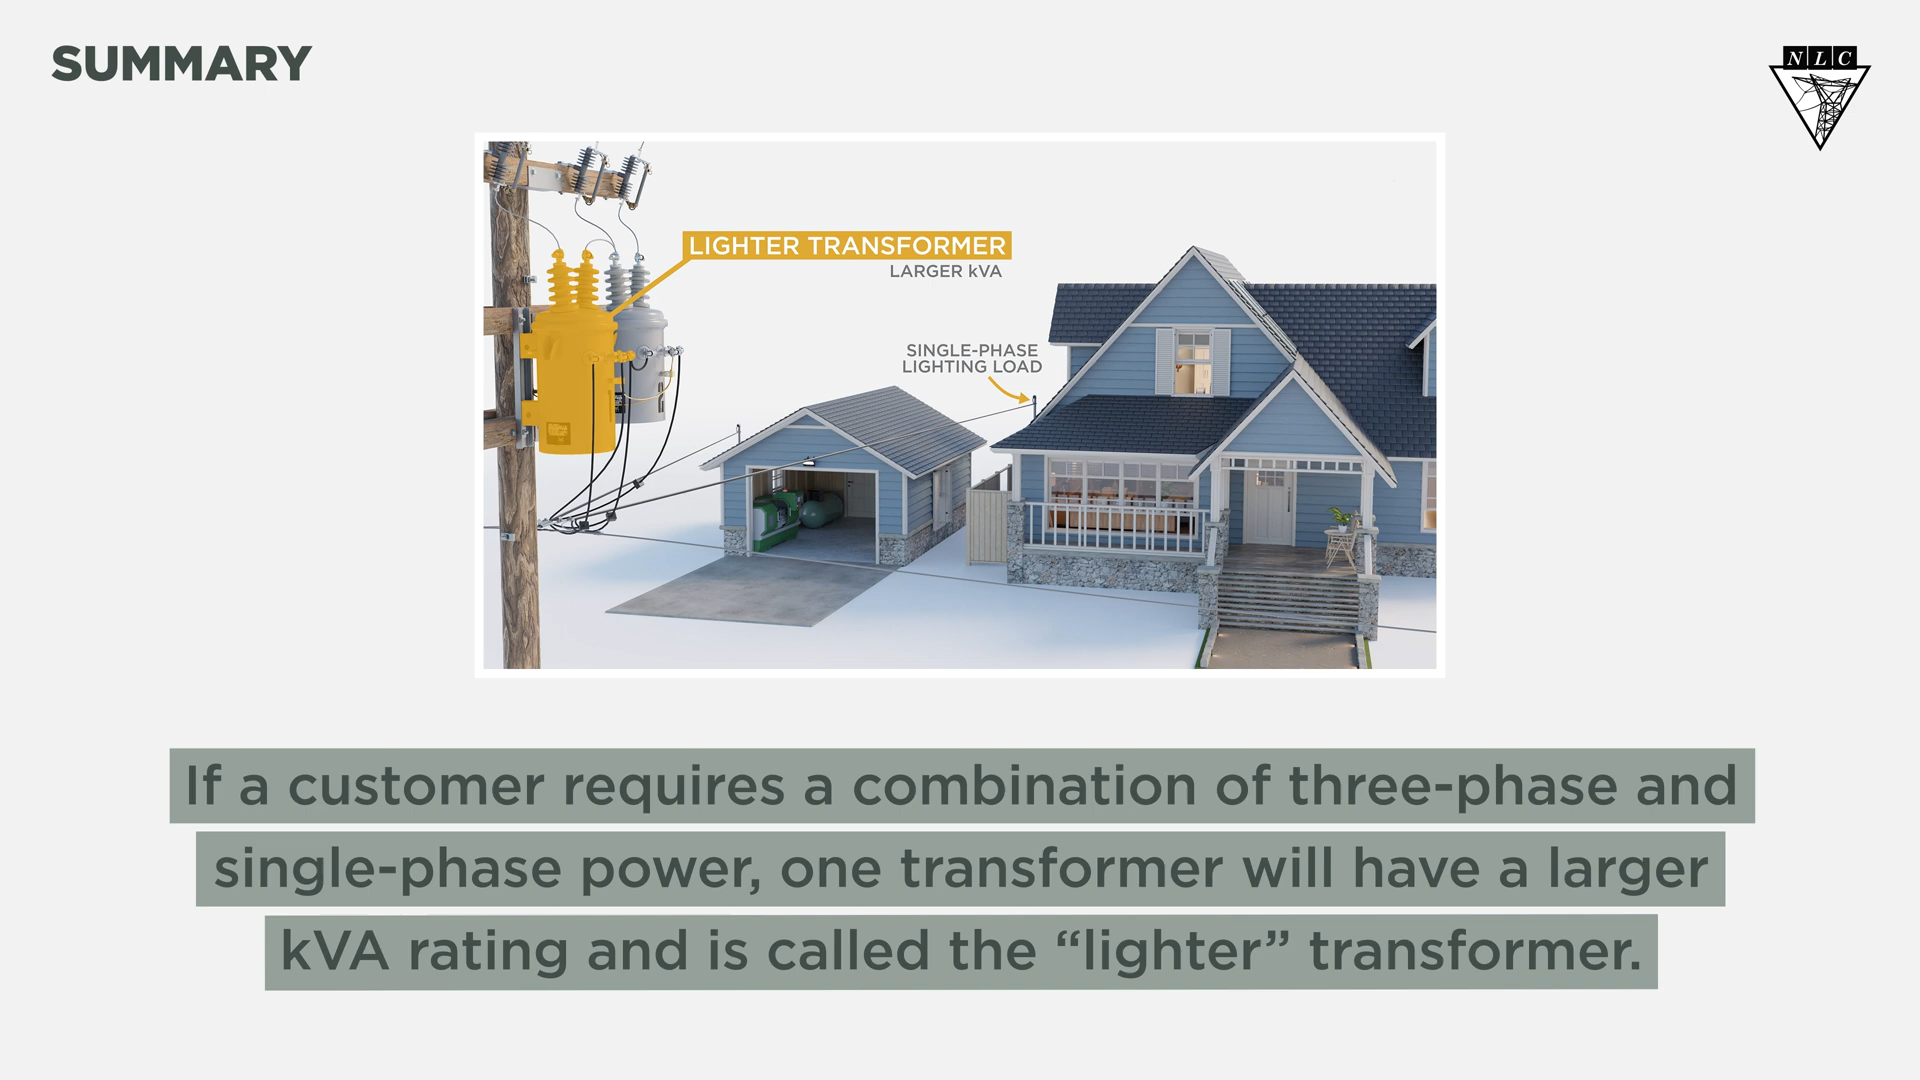 SUMMARY
NLC
LIGHTER TRANSFORMER
LARGER kVA
SINGLE-PHASE
LIGHTING LOAD
If a customer requires a combination of three-phase and
single-phase power, one transformer will have a larger
kVA rating and is called the “lighter” transformer.